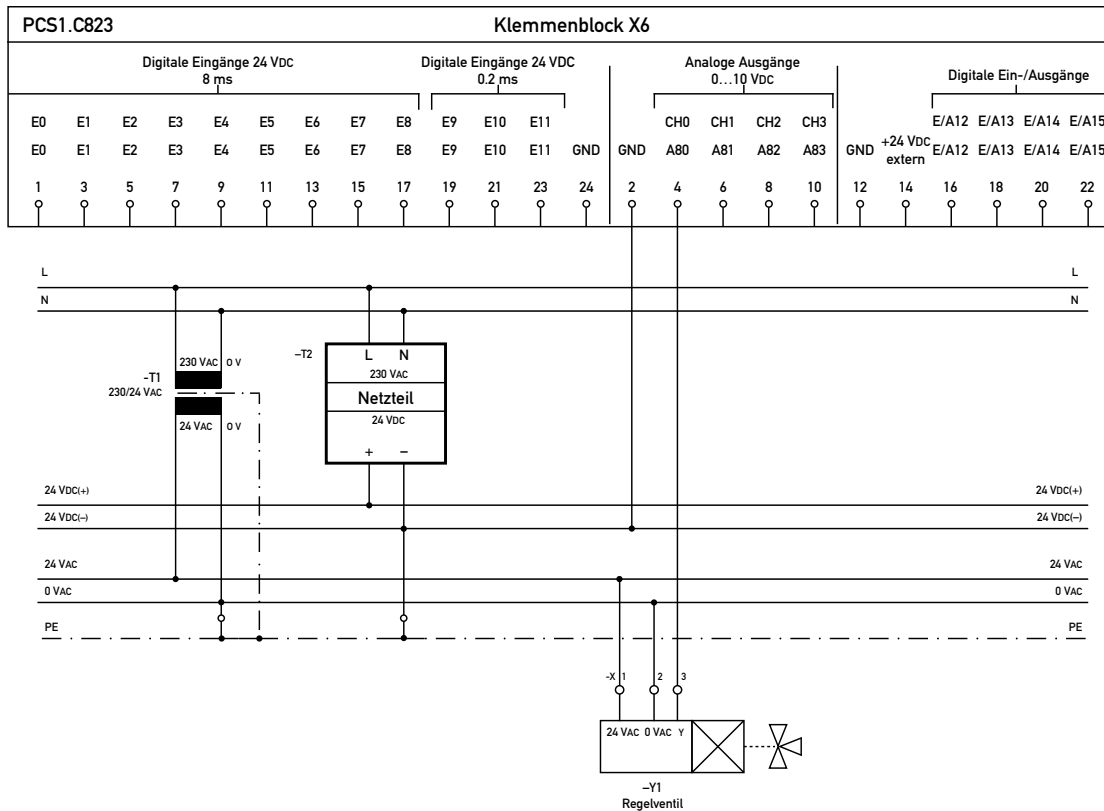 PCS1.C823 Klemmenblock X6
Digitale Eingänge 24 VDC
8 ms
Digitale Eingänge 24 VDC
0.2 ms
Analoge Ausgänge
0...10 VDC
Digitale Ein-/Ausgänge
E0 E1 E2 E3 E4 E5 E6 E7 E8 E9 E10 E11 CH0 CH1 CH2 CH3 E/A12 E/A13 E/A14 E/A15
E0 E1 E2 E3 E4 E5 E6 E7 E8 E9 E10 E11 GND GND A80 A81 A82 A83 GND +24 VDC extern E/A12 E/A13 E/A14 E/A15
1 3 5 7 9 11 13 15 17 19 21 23 24 2 4 6 8 10 12 14 16 18 20 22
L L
N N
230 VAC 0 V
-T1
230/24 VAC
24 VAC 0 V
–T2
L N
230 VAC
Netzteil
24 VDC
+ –
24 VDC(+) 24 VDC(+)
24 VDC(–) 24 VDC(–)
24 VAC 24 VAC
0 VAC 0 VAC
PE PE
-X 1 2 3
24 VAC 0 VAC Y
–Y1
Regelventil